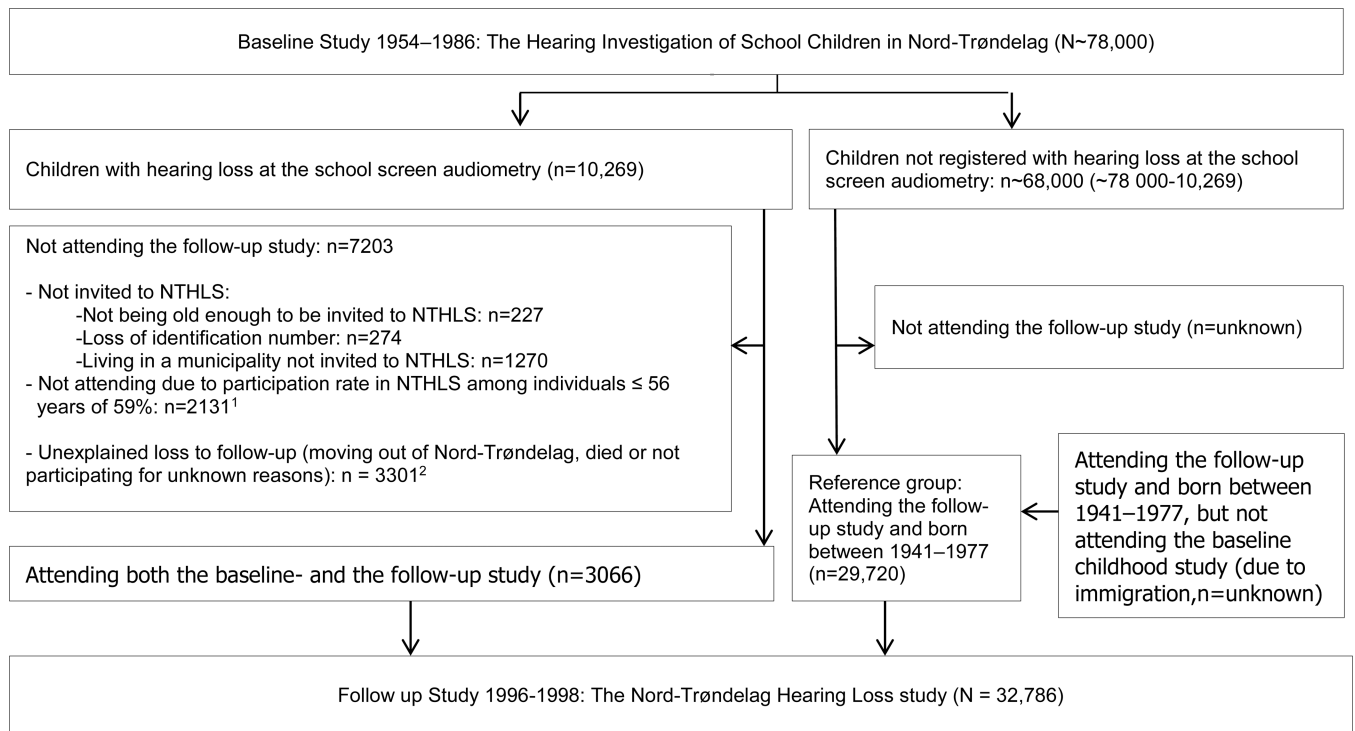 Baseline Study 1954–1986: The Hearing Investigation of School Children in Nord-Trøndelag (N~78,000)
Children with hearing loss at the school screen audiometry (n=10,269)
Children not registered with hearing loss at the school
screen audiometry: n~68,000 (~78 000-10,269)
Not attending the follow-up study: n=7203
- Not invited to NTHLS:
-Not being old enough to be invited to NTHLS: n=227
-Loss of identification number: n=274
-Living in a municipality not invited to NTHLS: n=1270
- Not attending due to participation rate in NTHLS among individuals ≤ 56
years of 59%: n=2131¹
- Unexplained loss to follow-up (moving out of Nord-Trøndelag, died or not
participating for unknown reasons): n = 3301²
Not attending the follow-up study (n=unknown)
Reference group:
Attending the follow-
up study and born
between 1941–1977
(n=29,720)
Attending the follow-up
study and born between
1941–1977, but not
attending the baseline
childhood study (due to
immigration,n=unknown)
Attending both the baseline- and the follow-up study (n=3066)
Follow up Study 1996-1998: The Nord-Trøndelag Hearing Loss study (N = 32,786)